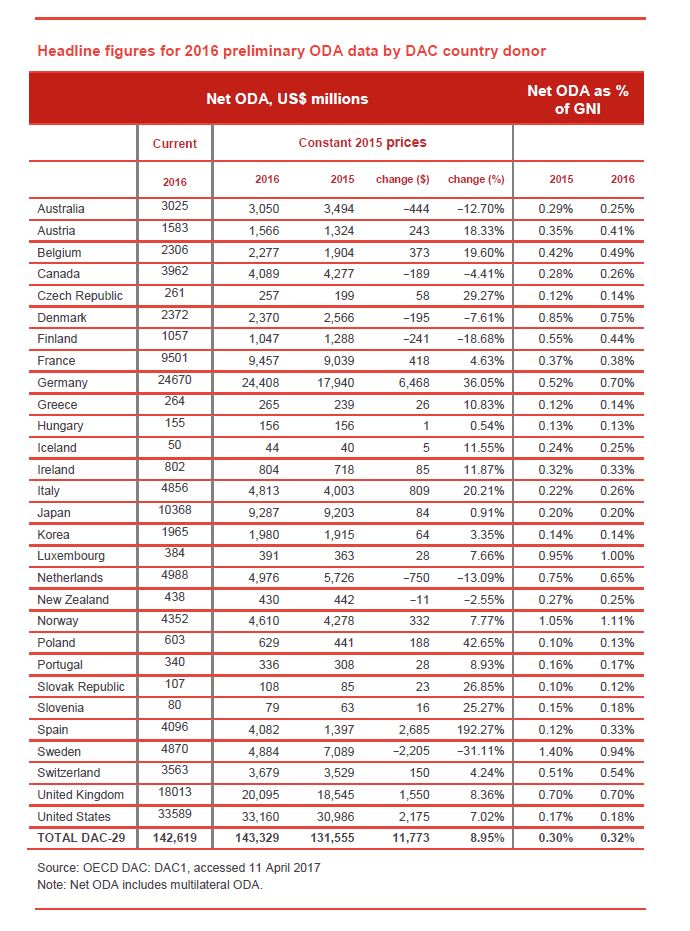 Headline figures for 2016 preliminary ODA data by DAC country donor
Net ODA, US$ millions Net ODA as % of GNI
Current Constant 2015 prices
2016 2016 2015 change ($) change (%) 2015 2016
Australia 3025 3,050 3,494 –444 –12.70% 0.29% 0.25%
Austria 1583 1,566 1,324 243 18.33% 0.35% 0.41%
Belgium 2306 2,277 1,904 373 19.60% 0.42% 0.49%
Canada 3962 4,089 4,277 –189 –4.41% 0.28% 0.26%
Czech Republic 261 257 199 58 29.27% 0.12% 0.14%
Denmark 2372 2,370 2,566 –195 –7.61% 0.85% 0.75%
Finland 1057 1,047 1,288 –241 –18.68% 0.55% 0.44%
France 9501 9,457 9,039 418 4.63% 0.37% 0.38%
Germany 24670 24,408 17,940 6,468 36.05% 0.52% 0.70%
Greece 264 265 239 26 10.83% 0.12% 0.14%
Hungary 155 156 156 1 0.54% 0.13% 0.13%
Iceland 50 44 40 5 11.55% 0.24% 0.25%
Ireland 802 804 718 85 11.87% 0.32% 0.33%
Italy 4856 4,813 4,003 809 20.21% 0.22% 0.26%
Japan 10368 9,287 9,203 84 0.91% 0.20% 0.20%
Korea 1965 1,980 1,915 64 3.35% 0.14% 0.14%
Luxembourg 384 391 363 28 7.66% 0.95% 1.00%
Netherlands 4988 4,976 5,726 –750 –13.09% 0.75% 0.65%
New Zealand 438 430 442 –11 –2.55% 0.27% 0.25%
Norway 4352 4,610 4,278 332 7.77% 1.05% 1.11%
Poland 603 629 441 188 42.65% 0.10% 0.13%
Portugal 340 336 308 28 8.93% 0.16% 0.17%
Slovak Republic 107 108 85 23 26.85% 0.10% 0.12%
Slovenia 80 79 63 16 25.27% 0.15% 0.18%
Spain 4096 4,082 1,397 2,685 192.27% 0.12% 0.33%
Sweden 4870 4,884 7,089 –2,205 –31.11% 1.40% 0.94%
Switzerland 3563 3,679 3,529 150 4.24% 0.51% 0.54%
United Kingdom 18013 20,095 18,545 1,550 8.36% 0.70% 0.70%
United States 33589 33,160 30,986 2,175 7.02% 0.17% 0.18%
TOTAL DAC-29 142,619 143,329 131,555 11,773 8.95% 0.30% 0.32%
Source: OECD DAC: DAC1, accessed 11 April 2017
Note: Net ODA includes multilateral ODA.